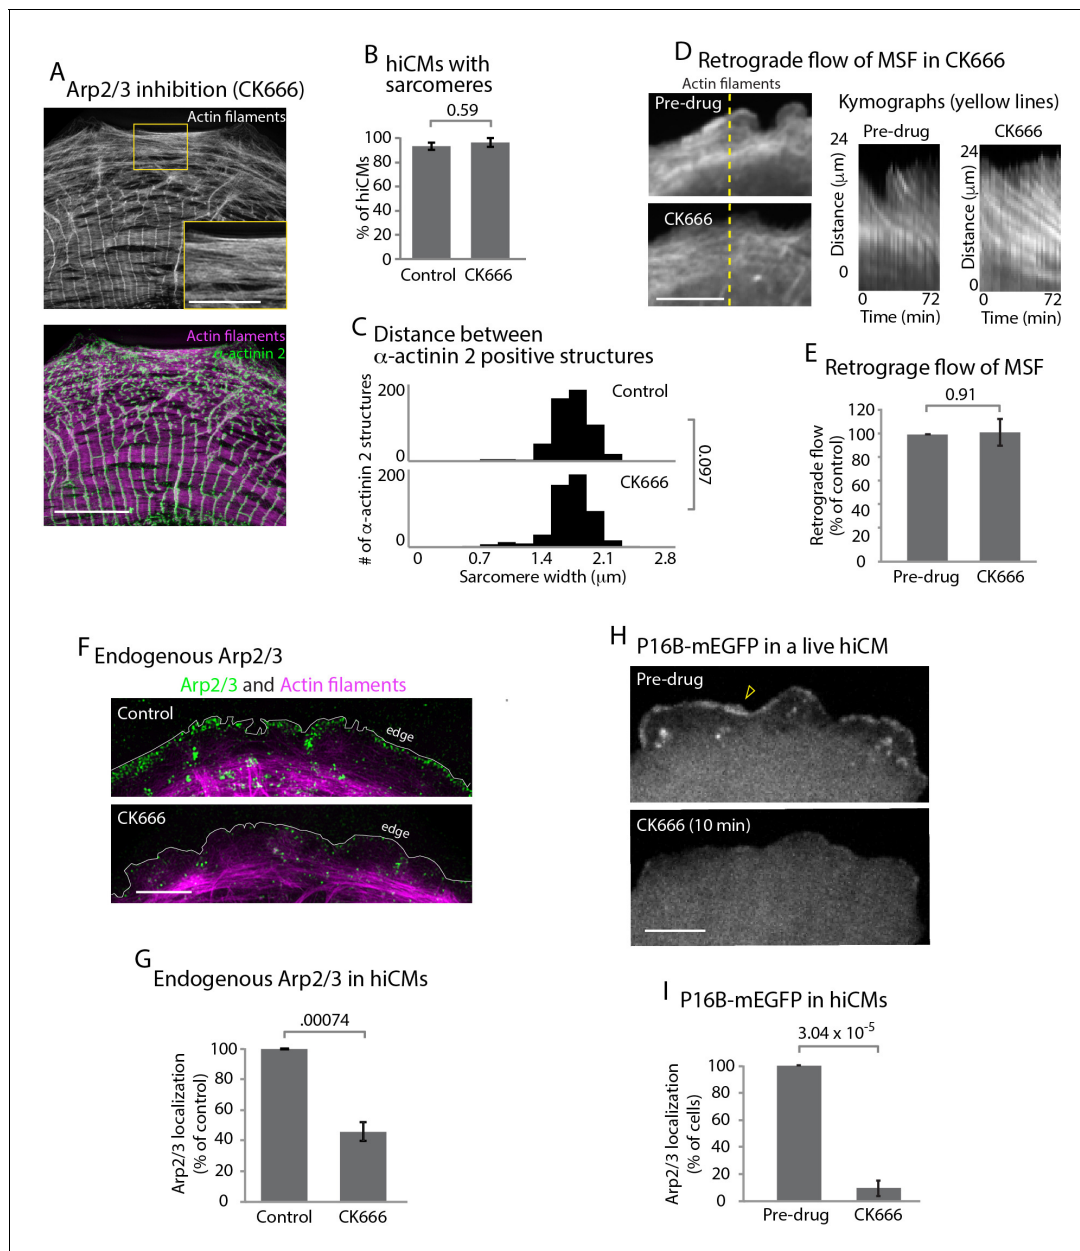 A
Arp2/3 inhibition (CK666)
Actin filaments
Actin filaments
α-actinin 2
B
hiCMs with
sarcomeres
0.59
% of hiCMs
100
80
60
40
20
0
Control
CK666
C
Distance between
α-actinin 2 positive structures
# of α-actinin 2 structures
200
0
Control
200
0
CK666
0.097
0
0.7
1.4
2.1
2.8
Sarcomere width (μm)
D
Retrograde flow of MSF in CK666
Actin filaments
Pre-drug
CK666
Kymographs (yellow lines)
Pre-drug
CK666
24
Distance (μm)
0
0
72
Time (min)
24
Distance (μm)
0
0
72
Time (min)
E
Retrograge flow of MSF
0.91
Retrograde flow
(% of control)
120
100
80
60
40
20
0
Pre-drug
CK666
F
Endogenous Arp2/3
Arp2/3 and Actin filaments
Control
edge
CK666
edge
G
Endogenous Arp2/3 in hiCMs
.00074
Arp2/3 localization
(% of control)
100
80
60
40
20
0
Control
CK666
H
P16B-mEGFP in a live hiCM
Pre-drug
CK666 (10 min)
I
P16B-mEGFP in hiCMs
3.04 x 10-5
Arp2/3 localization
(% of cells)
100
80
60
40
20
0
Pre-drug
CK666